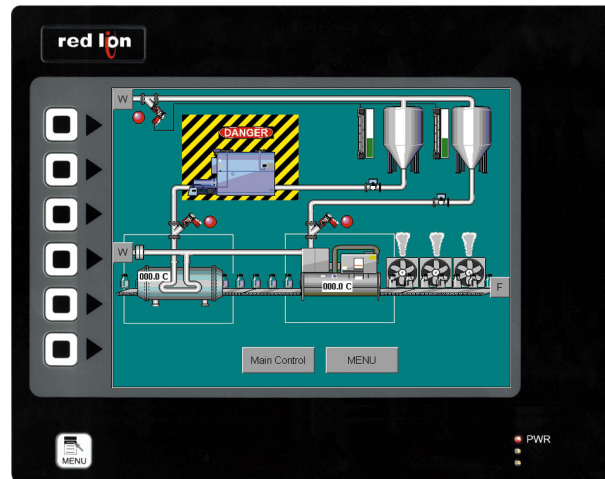 red lion
W
DANGER
W
000.0 C
000.0 C
F
Main Control
MENU
MENU
PWR